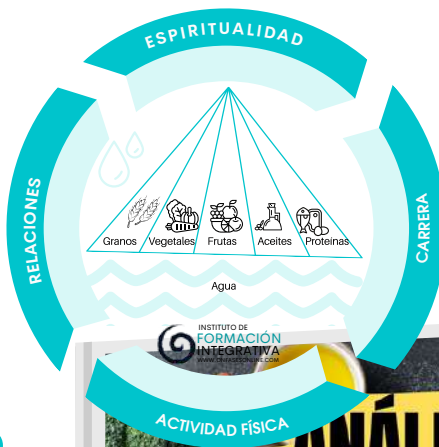 ESPIRITUALIDAD
RELACIONES
CARRERA
Granos
Vegetales
Frutas
Aceites
Proteinas
Agua
INSTITUTO DE
FORMACIÓN
INTEGRATIVA
ACTIVIDAD FÍSICA